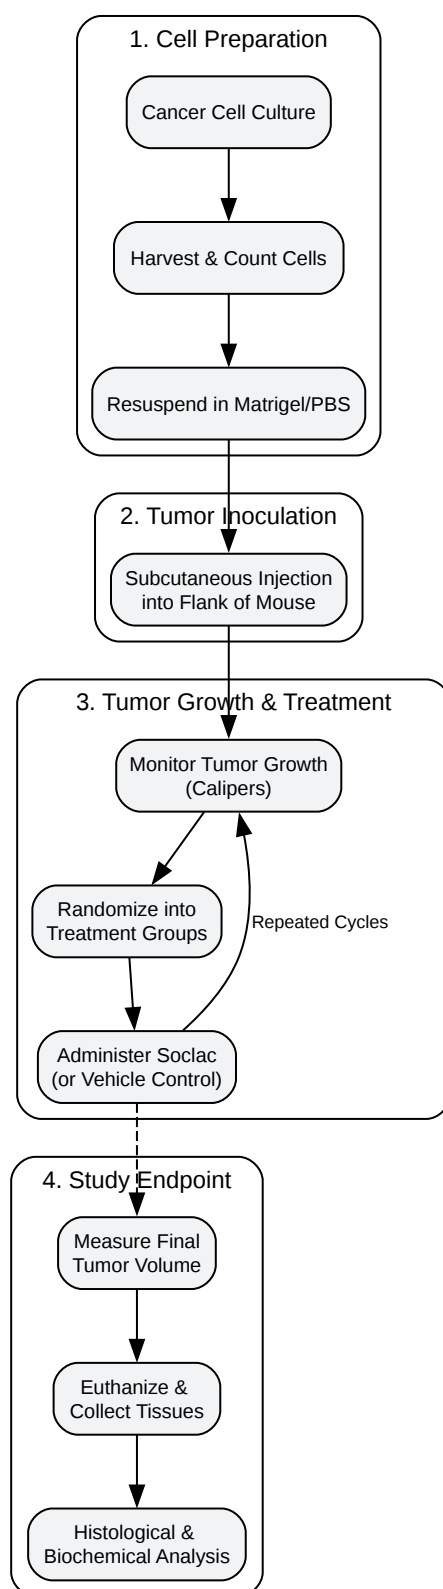 1. Cell Preparation
Cancer Cell Culture
Harvest & Count Cells
Resuspend in Matrigel/PBS
2. Tumor Inoculation
Subcutaneous Injection
into Flank of Mouse
3. Tumor Growth & Treatment
Monitor Tumor Growth
(Calipers)
Randomize into
Treatment Groups
Repeated Cycles
Administer Soclac
(or Vehicle Control)
4. Study Endpoint
Measure Final
Tumor Volume
Euthanize &
Collect Tissues
Histological &
Biochemical Analysis